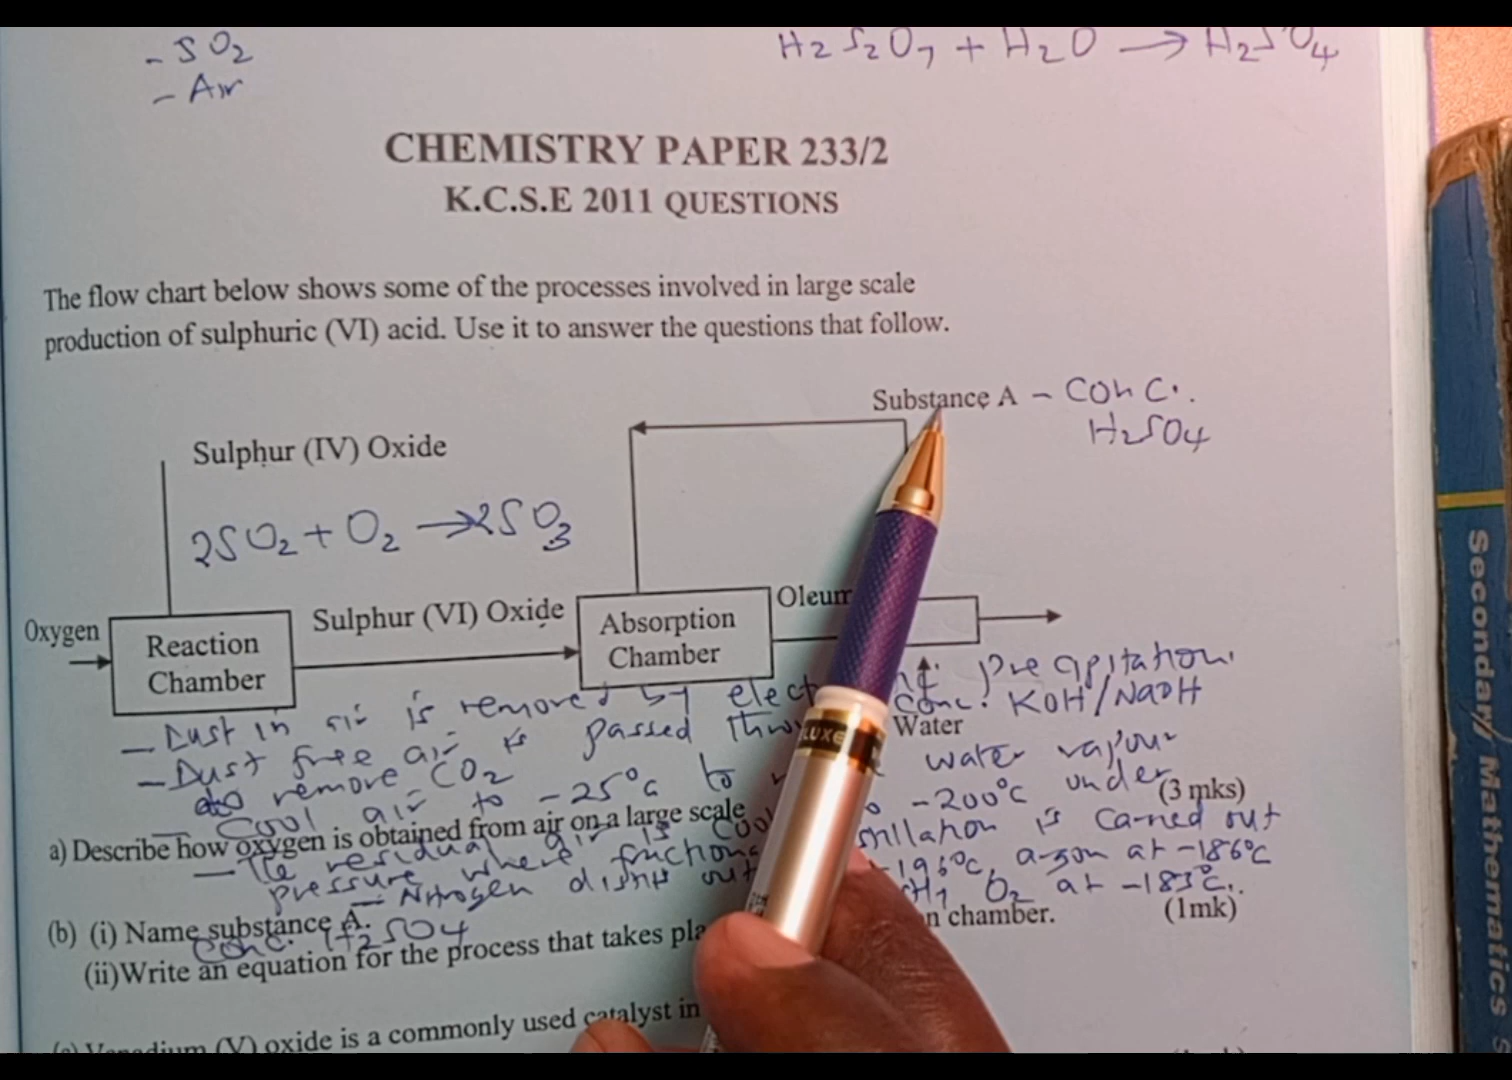 - SO2
- Air
H2S2O7 + H2O → H2SO4
CHEMISTRY PAPER 233/2
K.C.S.E 2011 QUESTIONS
The flow chart below shows some of the processes involved in large scale
production of sulphuric (VI) acid. Use it to answer the questions that follow.
Substance A - Conc.
H2SO4
Sulphur (IV) Oxide
2SO2 + O2 → 2SO3
Oxygen
Reaction
Chamber
Sulphur (VI) Oxide
Absorption
Chamber
Oleum
Water
- Dust in air is removed by precipitation.
- Dust free air is passed conc. KOH/NaOH
to remove CO2
- Cool air to -25°C to water vapour
(3 mks)
a) Describe how oxygen is obtained from air on a large scale
- The residual air is -200°C under
pressure where is carried out
- Nitrogen distils out -196°C, argon at -186°C
O2 at -183°C.
(b) (i) Name substance A.
(1mk)
Conc. H2SO4
(ii)Write an equation for the process that takes chamber.
oxide is a commonly used catalyst in
Secondary Mathematics